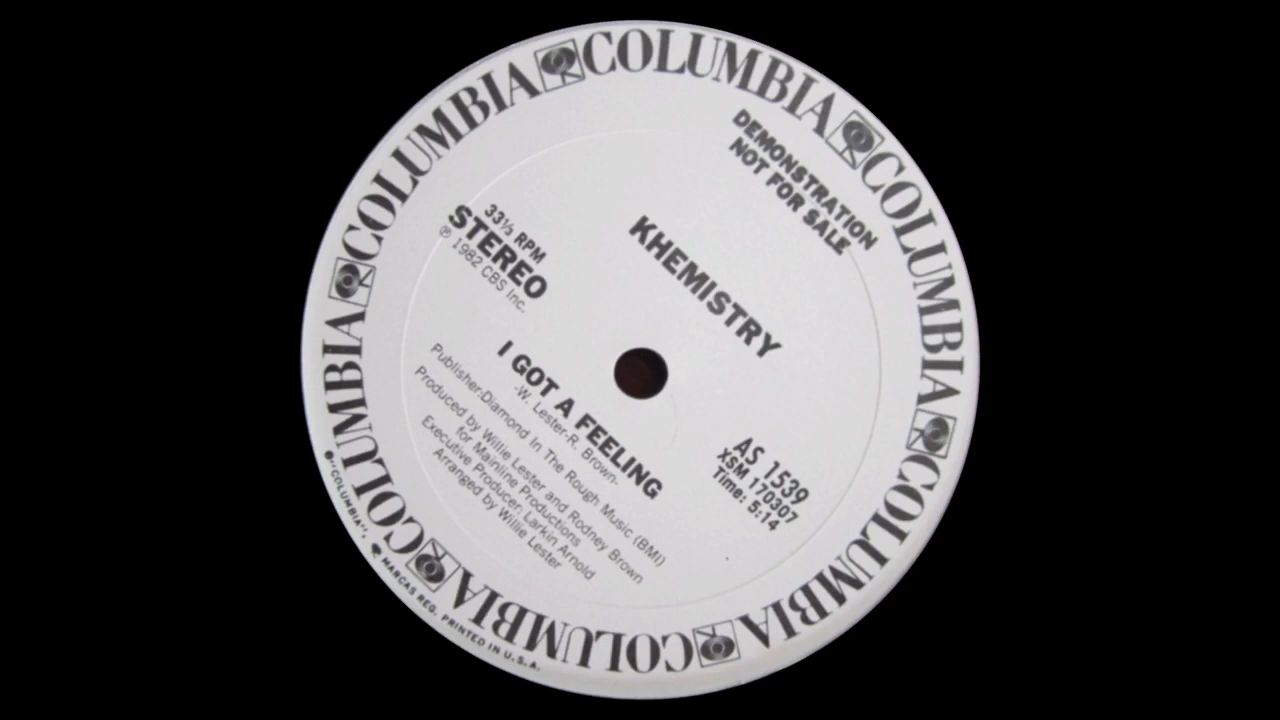 COLUMBIA COLUMBIA COLUMBIA COLUMBIA COLUMBIA COLUMBIA COLUMBIA
DEMONSTRATION
NOT FOR SALE
KHEMISTRY
33⅓ RPM
STEREO
℗ 1982 CBS Inc.
I GOT A FEELING
-W. Lester-R. Brown-
Publisher:Diamond In The Rough Music (BMI)
Produced by Willie Lester and Rodney Brown
for Mainline Productions
Executive Producer: Larkin Arnold
Arranged by Willie Lester
AS 1539
XSM 170307
Time: 5:14
"COLUMBIA", MARCAS REG. PRINTED IN U.S.A.